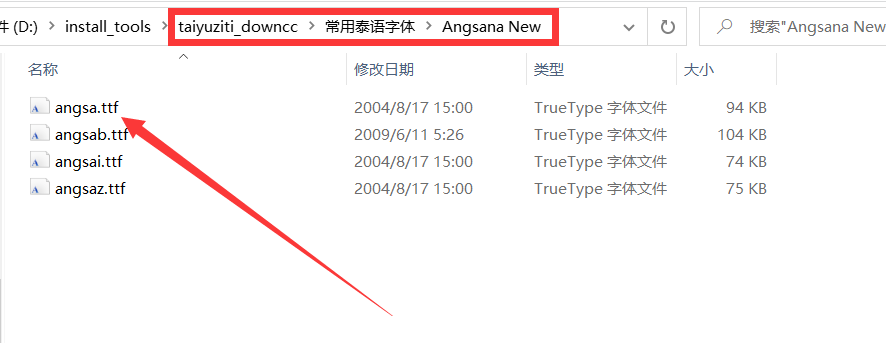 件 (D:) > install_tools > taiyuziti_downcc > 常用泰语字体 > Angsana New 搜索"Angsana New
名称 修改日期 类型 大小
angsa.ttf 2004/8/17 15:00 TrueType 字体文件 94 KB
angsab.ttf 2009/6/11 5:26 TrueType 字体文件 104 KB
angsai.ttf 2004/8/17 15:00 TrueType 字体文件 74 KB
angsaz.ttf 2004/8/17 15:00 TrueType 字体文件 75 KB